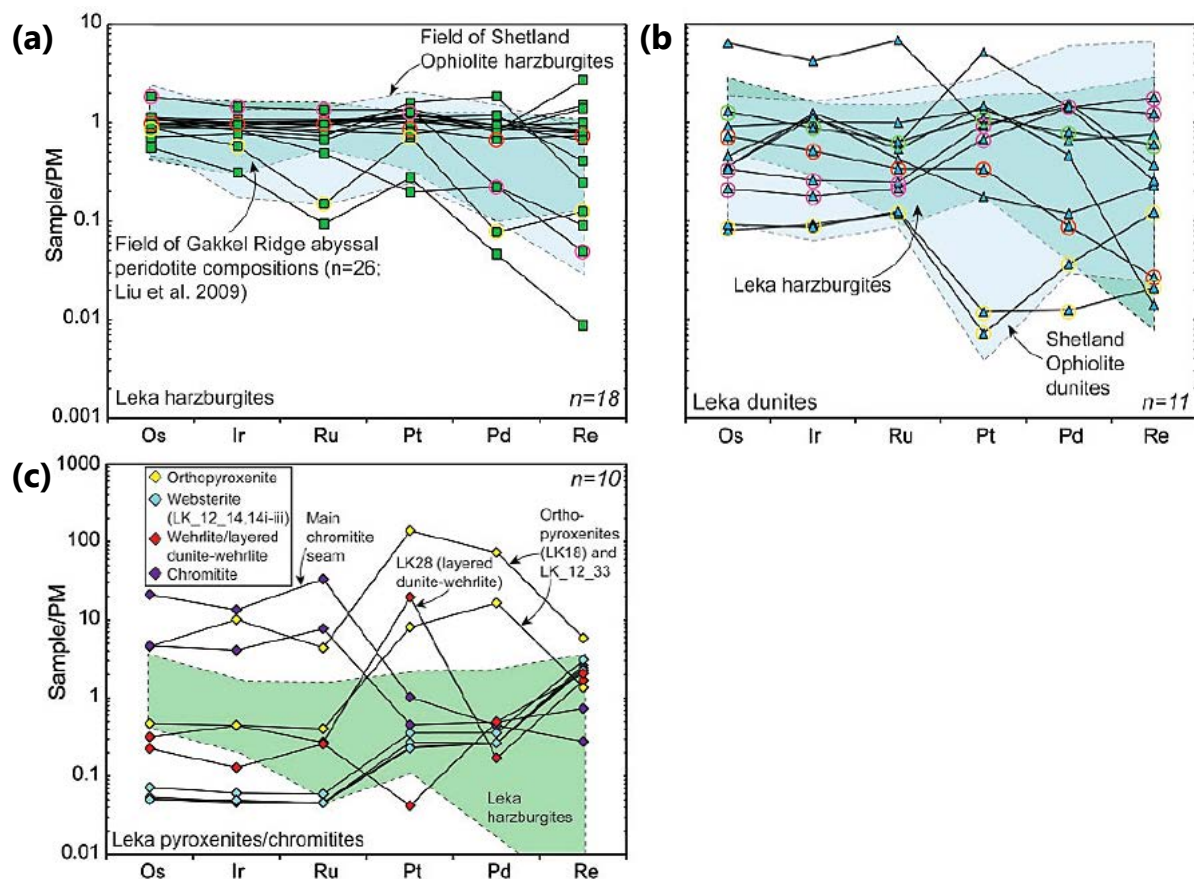 (a)
10
1
0.1
0.01
0.001
Sample/PM
Field of Shetland
Ophiolite harzburgites
Field of Gakkel Ridge abyssal
peridotite compositions (n=26;
Liu et al. 2009)
Leka harzburgites
n=18
Os Ir Ru Pt Pd Re
(b)
Leka harzburgites
Shetland
Ophiolite
dunites
Leka dunites
n=11
Os Ir Ru Pt Pd Re
(c)
1000
100
10
1
0.1
0.01
Sample/PM
n=10
Orthopyroxenite
Websterite
(LK_12_14.14i-iii)
Wehrlite/layered
dunite-wehrlite
Chromitite
Main
chromitite
seam
LK28 (layered
dunite-wehrlite)
Ortho-
pyroxenites
(LK18) and
LK_12_33
Leka
harzburgites
Leka pyroxenites/chromitites
Os Ir Ru Pt Pd Re